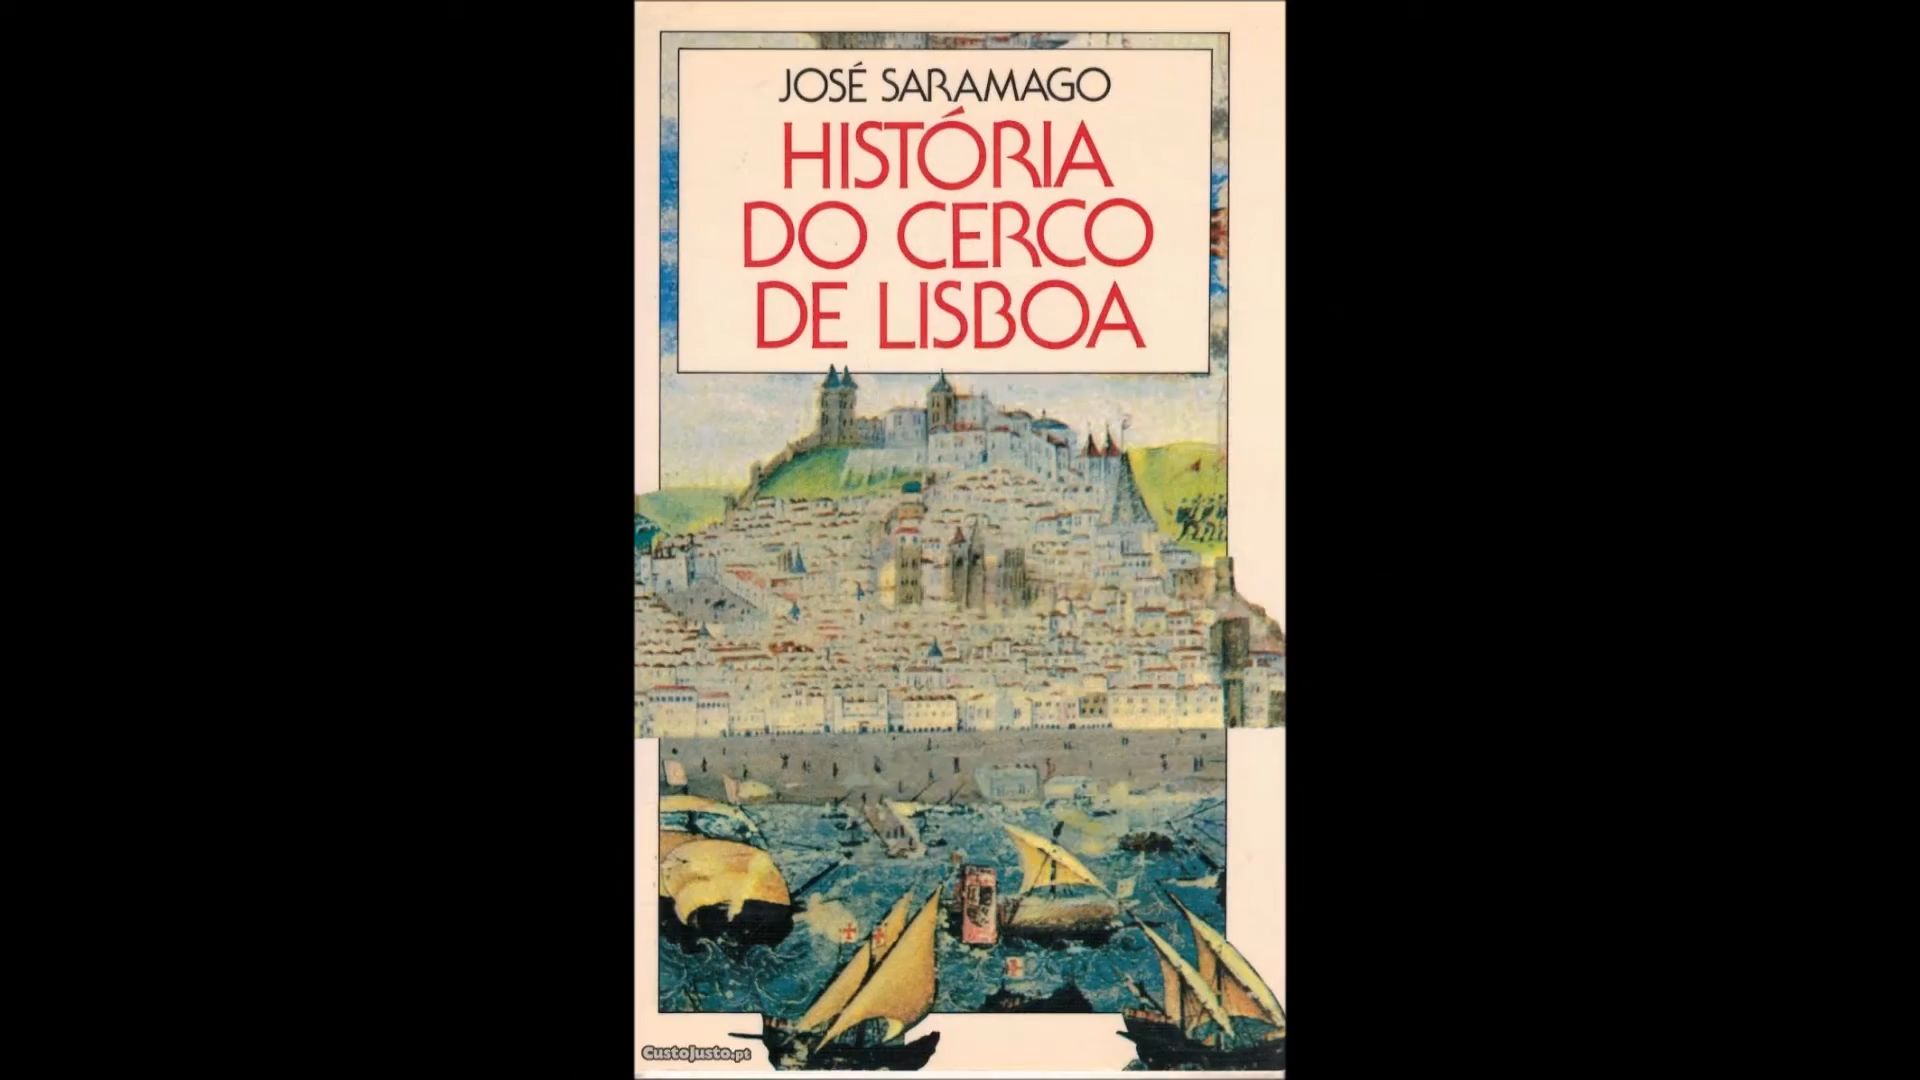 JOSÉ SARAMAGO
HISTÓRIA
DO CERCO
DE LISBOA
CustoJusto.pt